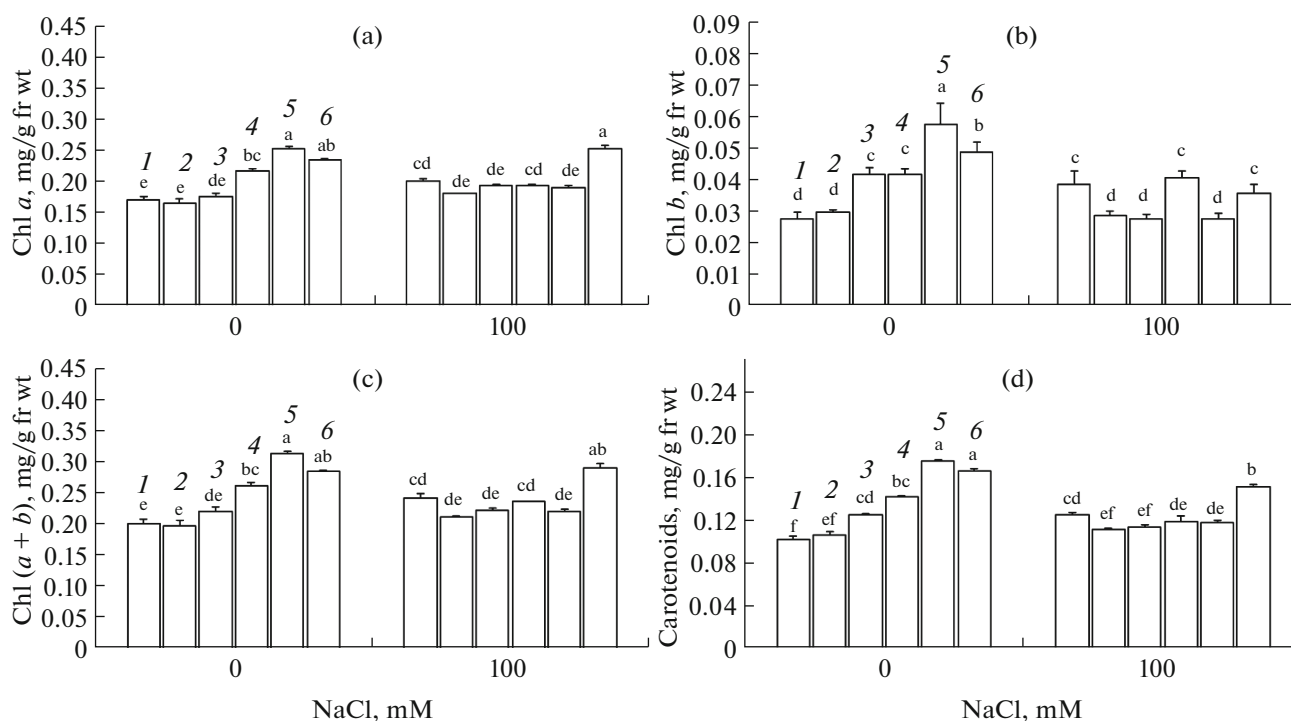 (a)
Chl a, mg/g fr wt
0.45
0.40
0.35
0.30
0.25
0.20
0.15
0.10
0.05
0
1 2 3 4 5 6
e e de bc a ab
cd de de cd de a
0 100
(b)
Chl b, mg/g fr wt
0.09
0.08
0.07
0.06
0.05
0.04
0.03
0.02
0.01
0
1 2 3 4 5 6
d d c c a b
c d d c d c
0 100
(c)
Chl (a + b), mg/g fr wt
0.45
0.40
0.35
0.30
0.25
0.20
0.15
0.10
0.05
0
1 2 3 4 5 6
e e de bc a ab
cd de de cd de ab
0 100
NaCl, mM
(d)
Carotenoids, mg/g fr wt
0.24
0.20
0.16
0.12
0.08
0.04
0
1 2 3 4 5 6
f ef cd bc a a
cd ef ef de de b
0 100
NaCl, mM